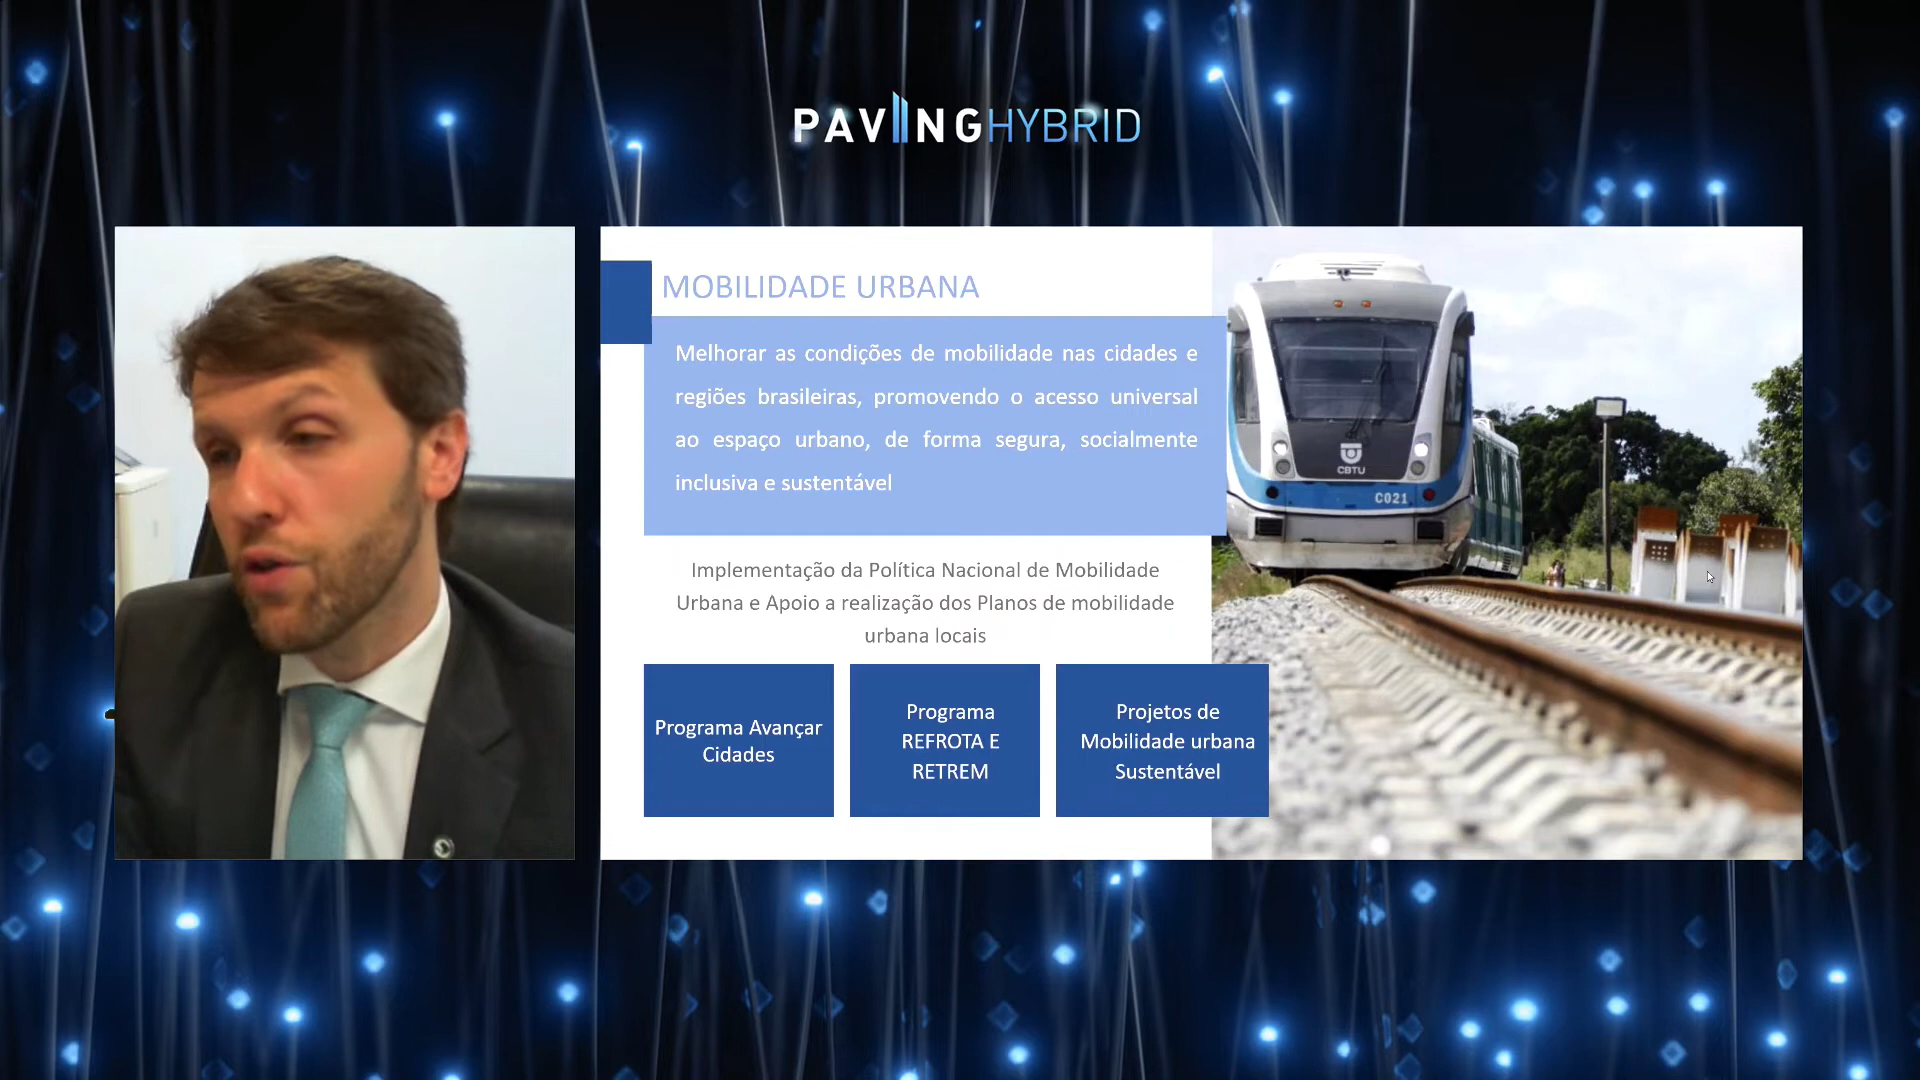 PAVINGHYBRID
MOBILIDADE URBANA
Melhorar as condições de mobilidade nas cidades e
regiões brasileiras, promovendo o acesso universal
ao espaço urbano, de forma segura, socialmente
inclusiva e sustentável
CBTU
C021
Implementação da Política Nacional de Mobilidade
Urbana e Apoio a realização dos Planos de mobilidade
urbana locais
Programa Avançar
Cidades
Programa
REFROTA E
RETREM
Projetos de
Mobilidade urbana
Sustentável